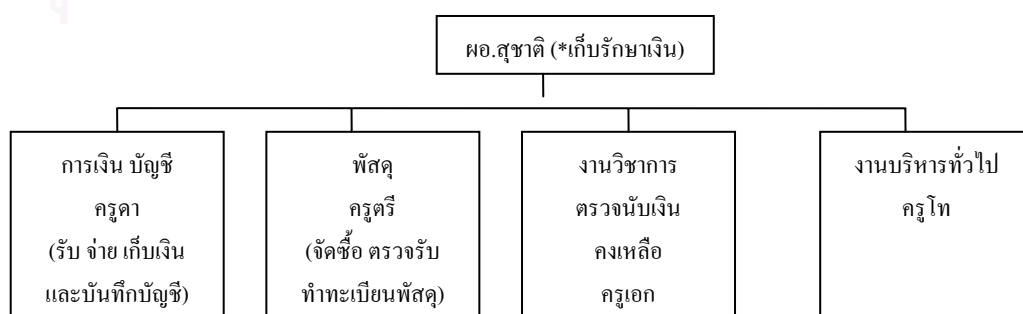 ผอ.สุชาติ (*เก็บรักษาเงิน)
การเงิน บัญชี
ครูดา
(รับ จ่าย เก็บเงิน
และบันทึกบัญชี)
พัสดุ
ครูตรี
(จัดซื้อ ตรวจรับ
ทำทะเบียนพัสดุ)
งานวิชาการ
ตรวจนับเงิน
คงเหลือ
ครูเอก
งานบริหารทั่วไป
ครูโท